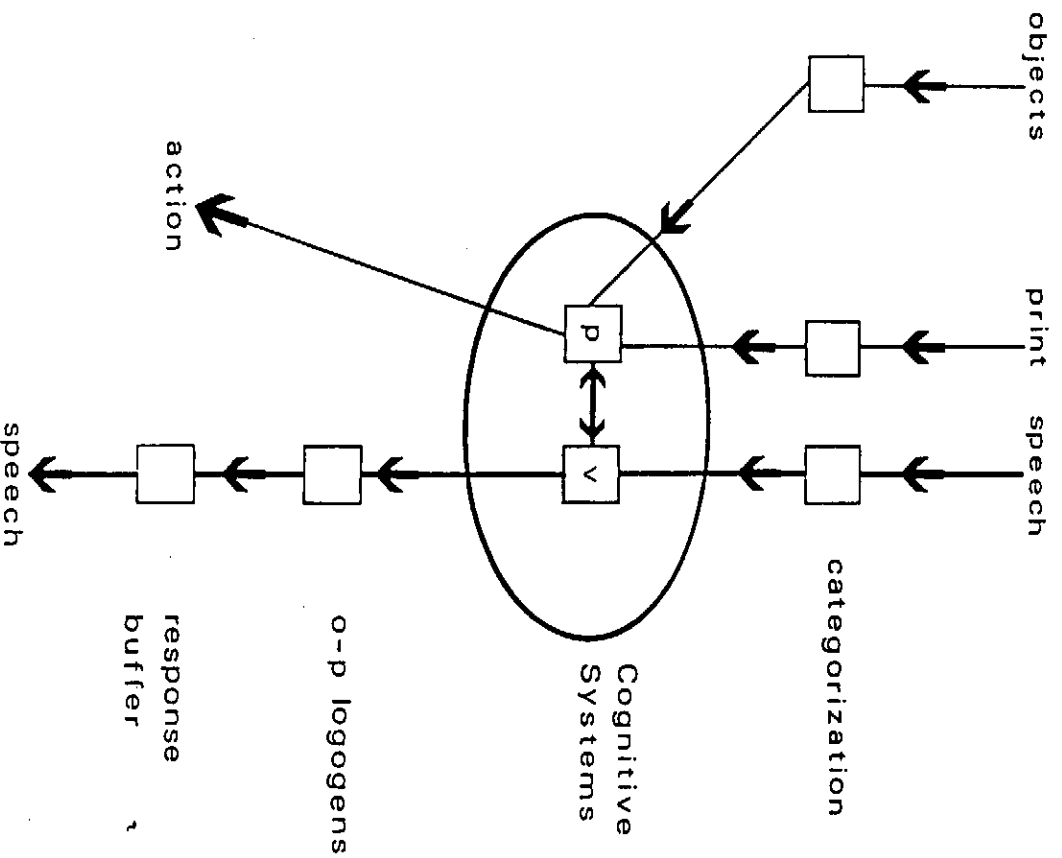 objects
print
speech
categorization
p
v
Cognitive
Systems
action
o-p logogens
response
buffer
speech